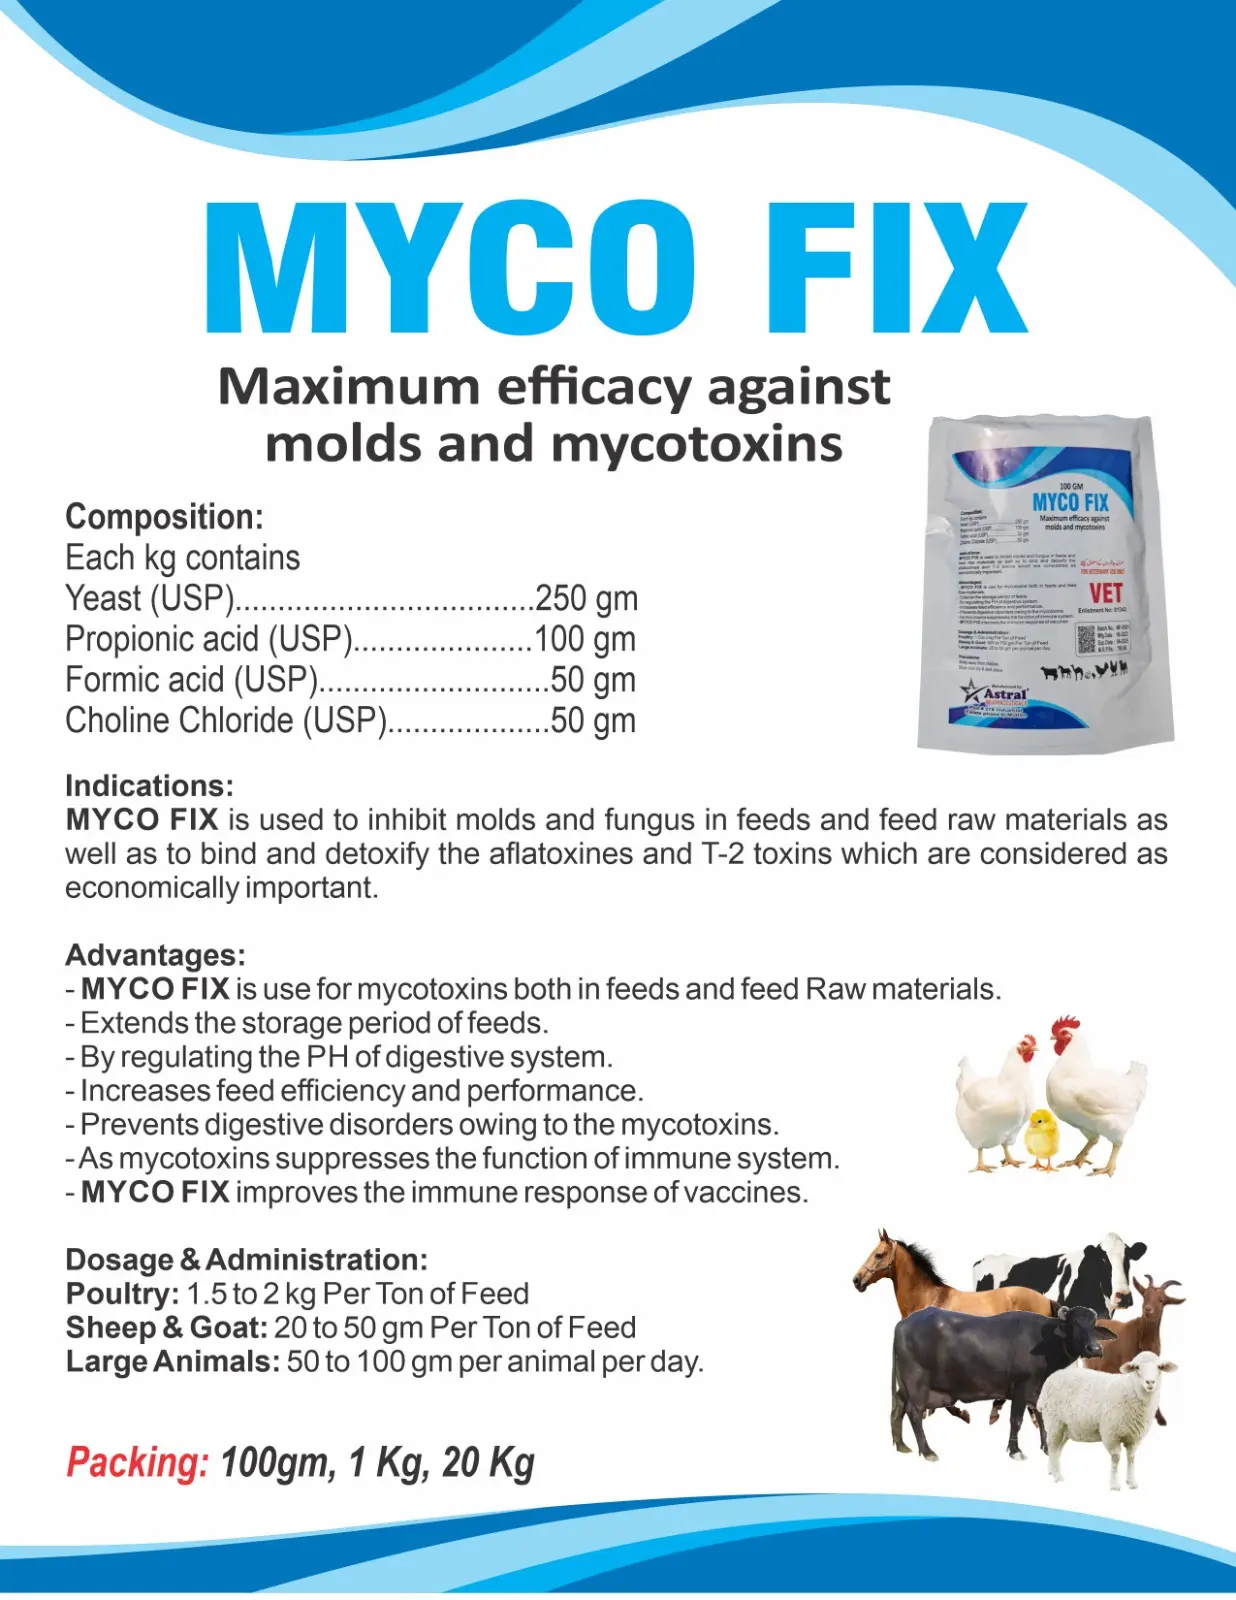 MYCO FIX
Maximum efficacy against
molds and mycotoxins
Composition:
Each kg contains
Yeast (USP)..................................250 gm
Propionic acid (USP).....................100 gm
Formic acid (USP)...........................50 gm
Choline Chloride (USP)...................50 gm
100 GM
MYCO FIX
Maximum efficacy against
molds and mycotoxins
Composition:
FOR VETERINARY USE ONLY
VET
Astral
Indications:
MYCO FIX is used to inhibit molds and fungus in feeds and feed raw materials as
well as to bind and detoxify the aflatoxines and T-2 toxins which are considered as
economically important.
Advantages:
- MYCO FIX is use for mycotoxins both in feeds and feed Raw materials.
- Extends the storage period of feeds.
- By regulating the PH of digestive system.
- Increases feed efficiency and performance.
- Prevents digestive disorders owing to the mycotoxins.
- As mycotoxins suppresses the function of immune system.
- MYCO FIX improves the immune response of vaccines.
Dosage & Administration:
Poultry: 1.5 to 2 kg Per Ton of Feed
Sheep & Goat: 20 to 50 gm Per Ton of Feed
Large Animals: 50 to 100 gm per animal per day.
Packing: 100gm, 1 Kg, 20 Kg